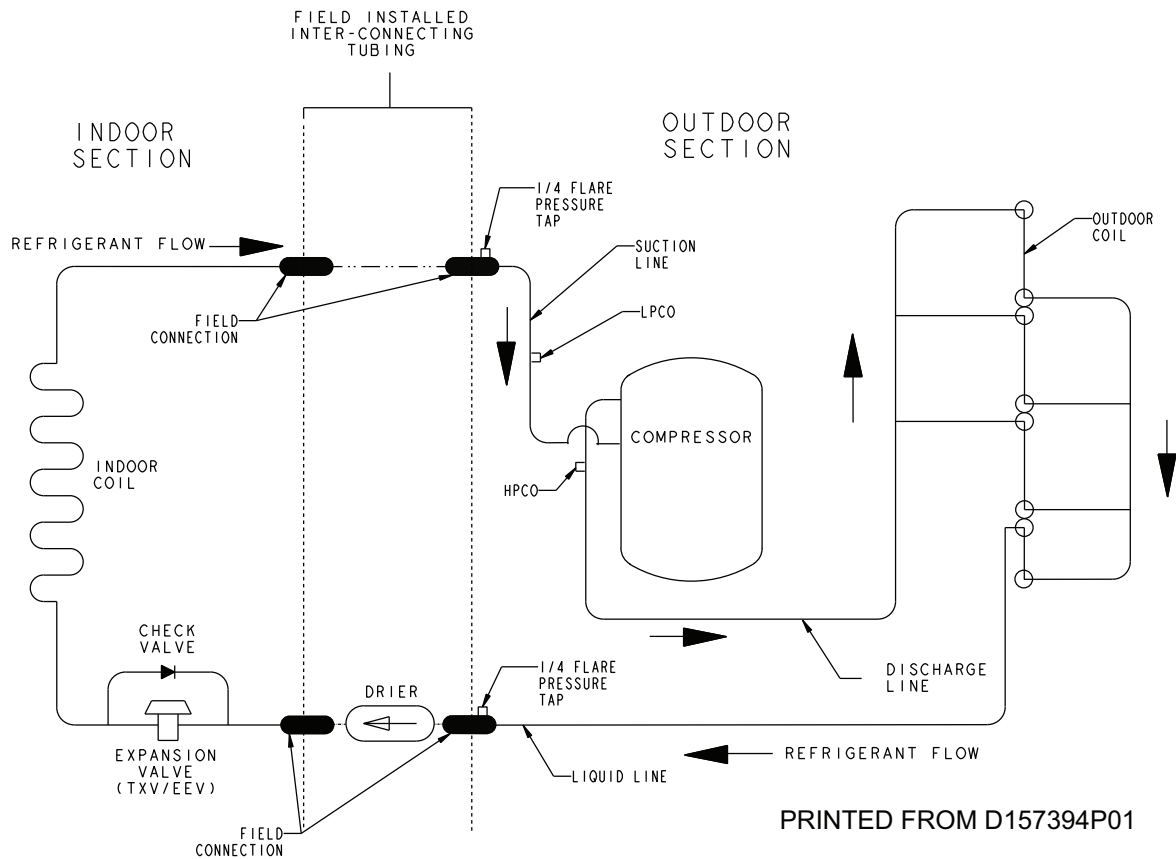 FIELD INSTALLED
INTER-CONNECTING
TUBING
INDOOR
SECTION
OUTDOOR
SECTION
1/4 FLARE
PRESSURE
TAP
OUTDOOR
COIL
REFRIGERANT FLOW
SUCTION
LINE
FIELD
CONNECTION
LPCO
COMPRESSOR
INDOOR
COIL
HPCO
CHECK
VALVE
DRIER
1/4 FLARE
PRESSURE
TAP
DISCHARGE
LINE
EXPANSION
VALVE
(TXV/EEV)
LIQUID LINE
REFRIGERANT FLOW
FIELD
CONNECTION
PRINTED FROM D157394P01